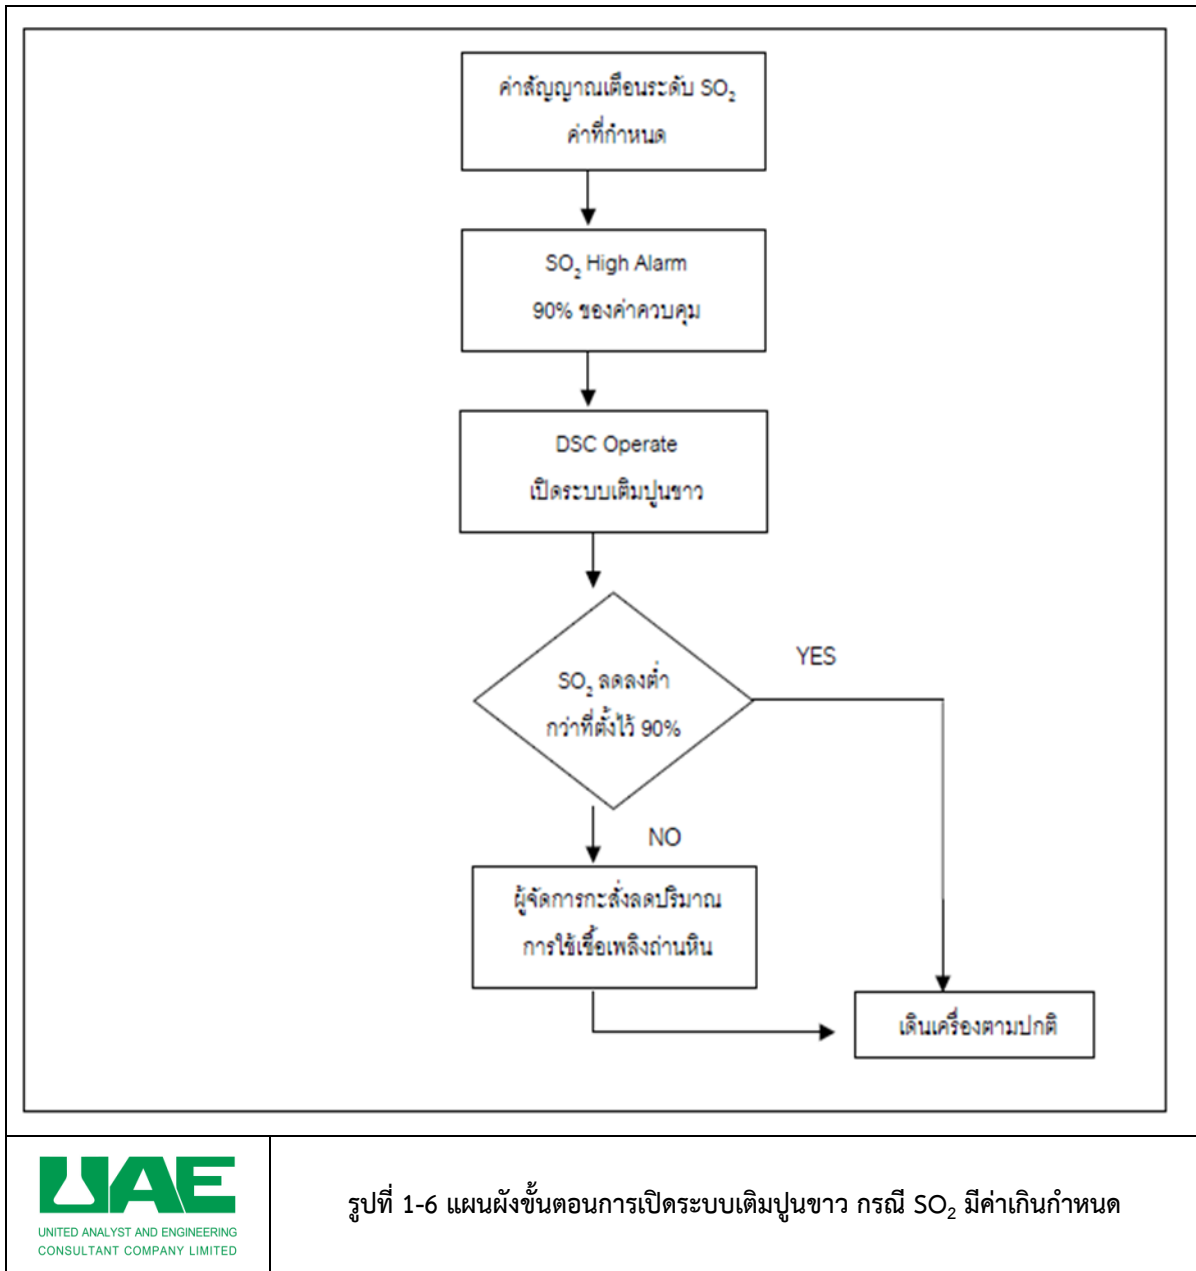 ค่าสัญญาณเตือนระดับ SO₂
ค่าที่กำหนด
SO₂ High Alarm
90% ของค่าควบคุม
DSC Operate
เปิดระบบเติมปูนขาว
SO₂ ลดลงต่ำ
กว่าที่ตั้งไว้ 90%
YES
NO
ผู้จัดการกะสั่งลดปริมาณ
การใช้เชื้อเพลิงถ่านหิน
เดินเครื่องตามปกติ
UAE
UNITED ANALYST AND ENGINEERING
CONSULTANT COMPANY LIMITED
รูปที่ 1-6 แผนผังขั้นตอนการเปิดระบบเติมปูนขาว กรณี SO₂ มีค่าเกินกำหนด